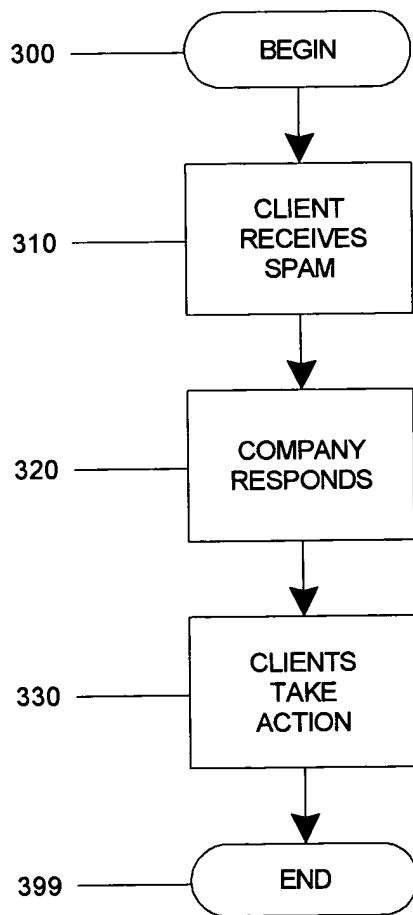 300 BEGIN
310 CLIENT
RECEIVES
SPAM
320 COMPANY
RESPONDS
330 CLIENTS
TAKE
ACTION
399 END